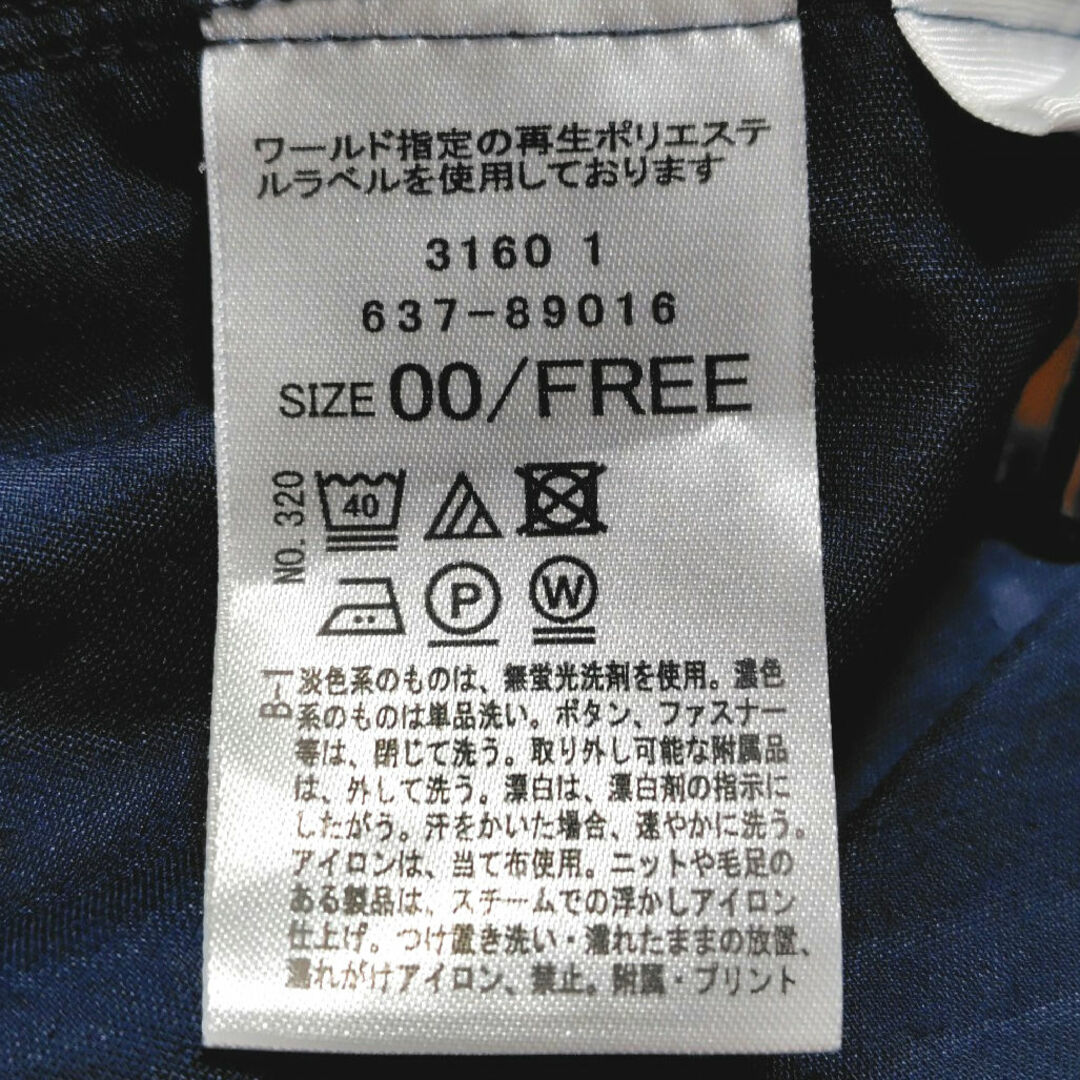 ワールド指定の再生ポリエステ
ルラベルを使用しております
3160 1
637-89016
SIZE 00/FREE
NO.320
40
P
W
B-1
淡色系のものは、無蛍光洗剤を使用。濃色
系のものは単品洗い。ボタン、ファスナー
等は、閉じて洗う。取り外し可能な附属品
は、外して洗う。漂白は、漂白剤の指示に
したがう。汗をかいた場合、速やかに洗う。
アイロンは、当て布使用。ニットや毛足の
ある製品は、スチームでの浮かしアイロン
仕上げ。つけ置き洗い・濡れたままの放置、
濡れがけアイロン、禁止。附属・プリント